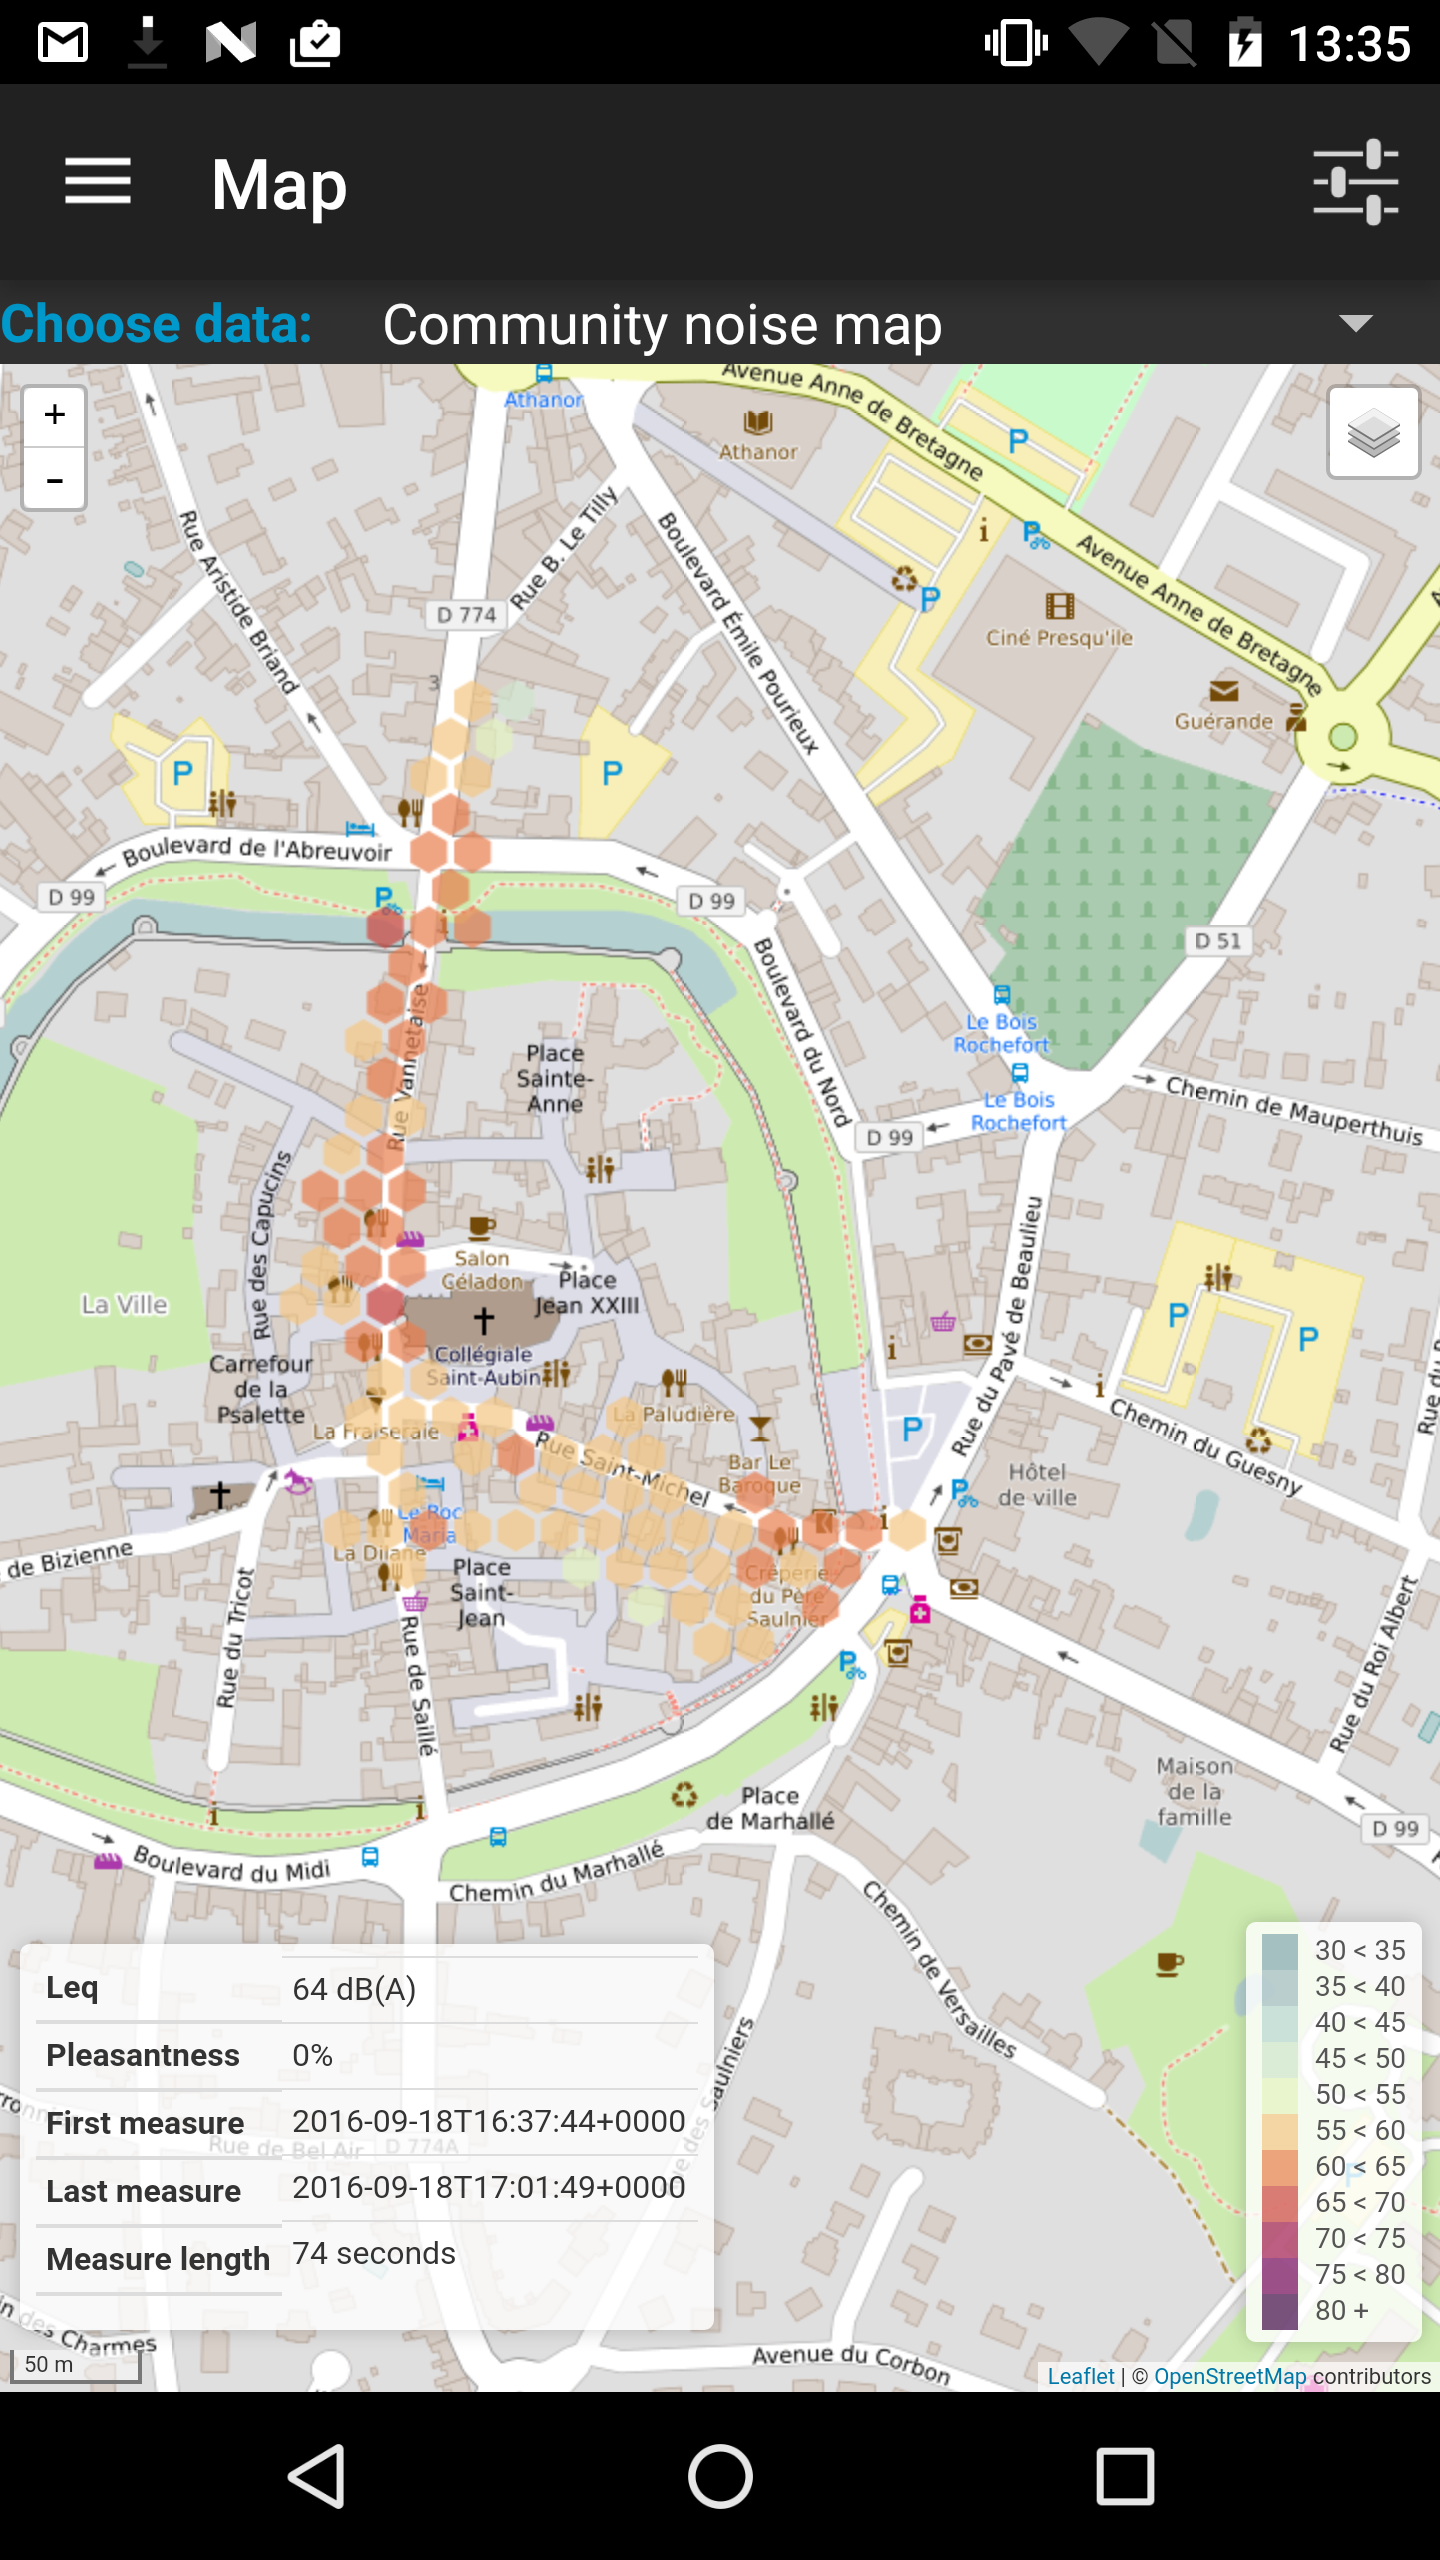 13:35
Map
Choose data: Community noise map
+
-
Athanor
Avenue Anne de Bretagne
Athanor
P
Rue Aristide Briand
Rue B. Le Tilly
D 774
Boulevard Émile Pourieux
P
P
Avenue Anne de Bretagne
Ciné Presqu'ile
3
Guérande
P
P
Boulevard de l'Abreuvoir
D 99
P
D 99
D 51
Boulevard du Nord
Le Bois
Rochefort
Le Bois
Rochefort
Chemin de Mauperthuis
D 99
Rue Vannetaise
Place
Sainte-
Anne
Rue des Capucins
Salon
Céladon
Place
Jean XXIII
La Ville
Rue du Pavé de Beaulieu
P
P
Collégiale
Saint-Aubin
Carrefour
de la
Psalette
La Fraiseraie
La Paludière
P
Chemin du Guesny
Rue Saint-Michel
Bar Le
Baroque
Hôtel
de ville
P
Le Roc
Maria
La Dilane
de Bizienne
Place
Saint-
Jean
Crêperie
du Père
Saulnier
Rue du Tricot
Rue de Saillé
P
Rue du Roi Albert
Maison
de la
famille
Place
de Marhallé
D 99
Boulevard du Midi
Chemin du Marhallé
Chemin de Versailles
Leq 64 dB(A)
Pleasantness 0%
First measure 2016-09-18T16:37:44+0000
Rue de Bel Air D 774A
Last measure 2016-09-18T17:01:49+0000
Measure length 74 seconds
30 < 35
35 < 40
40 < 45
45 < 50
50 < 55
55 < 60
60 < 65
65 < 70
70 < 75
75 < 80
80 +
des Saulniers
des Charmes
50 m
Avenue du Corbon
Leaflet | © OpenStreetMap contributors